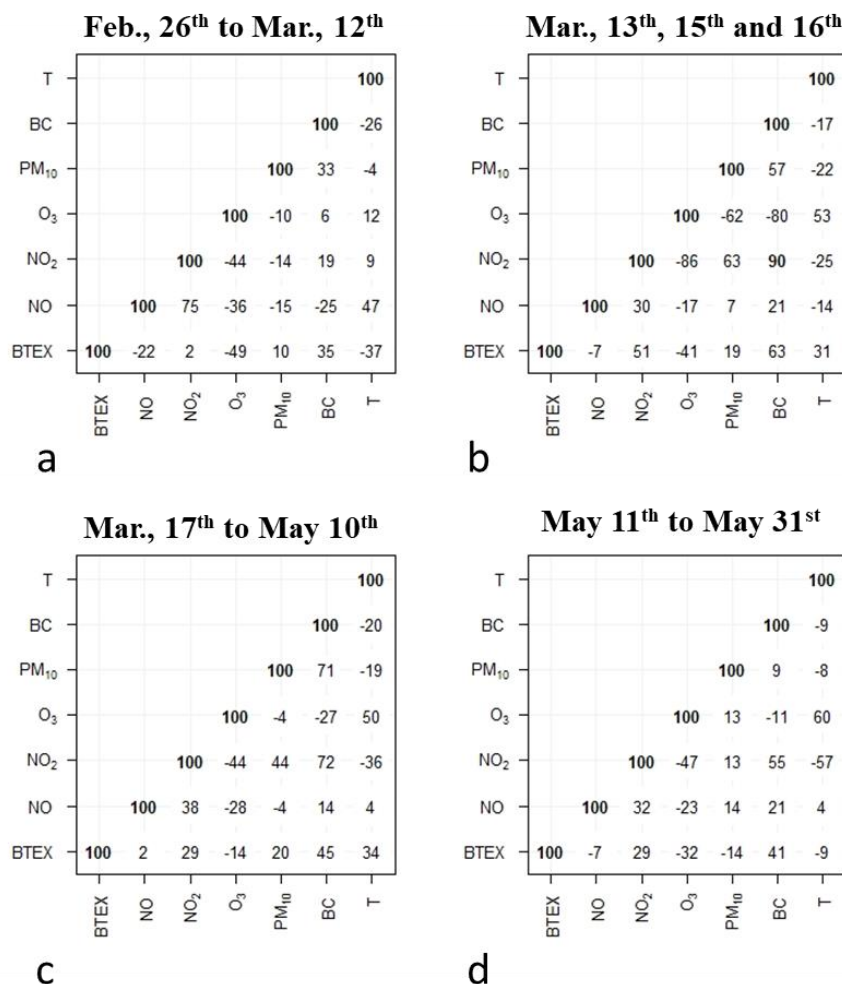 Feb., 26th to Mar., 12th
T 100
BC 100 -26
PM10 100 33 -4
O3 100 -10 6 12
NO2 100 -44 -14 19 9
NO 100 75 -36 -15 -25 47
BTEX 100 -22 2 -49 10 35 -37
BTEX NO NO2 O3 PM10 BC T
a
Mar., 13th, 15th and 16th
T 100
BC 100 -17
PM10 100 57 -22
O3 100 -62 -80 53
NO2 100 -86 63 90 -25
NO 100 30 -17 7 21 -14
BTEX 100 -7 51 -41 19 63 31
BTEX NO NO2 O3 PM10 BC T
b
Mar., 17th to May 10th
T 100
BC 100 -20
PM10 100 71 -19
O3 100 -4 -27 50
NO2 100 -44 44 72 -36
NO 100 38 -28 -4 14 4
BTEX 100 2 29 -14 20 45 34
BTEX NO NO2 O3 PM10 BC T
c
May 11th to May 31st
T 100
BC 100 -9
PM10 100 9 -8
O3 100 13 -11 60
NO2 100 -47 13 55 -57
NO 100 32 -23 14 21 4
BTEX 100 -7 29 -32 -14 41 -9
BTEX NO NO2 O3 PM10 BC T
d